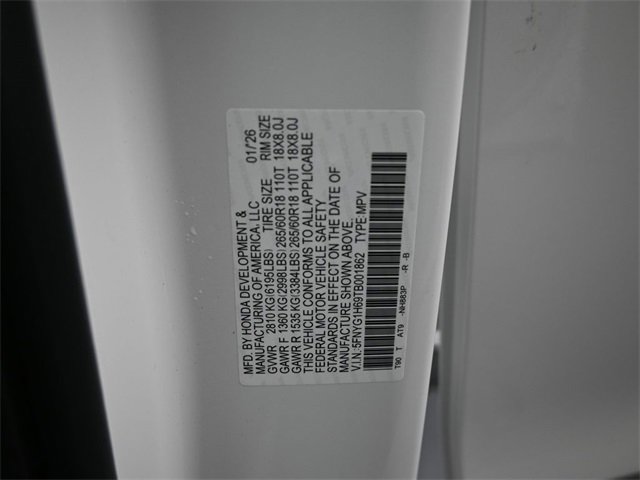 MFD. BY HONDA DEVELOPMENT &
MANUFACTURING OF AMERICA, LLC 01/26
GVWR 2810 KG(6195LBS) TIRE SIZE RIM SIZE
GAWR F 1360 KG(2998LBS) 265/60R18 110T 18X8.0J
GAWR R 1535 KG(3384LBS) 265/60R18 110T 18X8.0J
THIS VEHICLE CONFORMS TO ALL APPLICABLE
FEDERAL MOTOR VEHICLE SAFETY
STANDARDS IN EFFECT ON THE DATE OF
MANUFACTURE SHOWN ABOVE.
V.I.N.:5FNYG1H69TB001862 TYPE:MPV
T90 T AT9 -NH883P -R -B